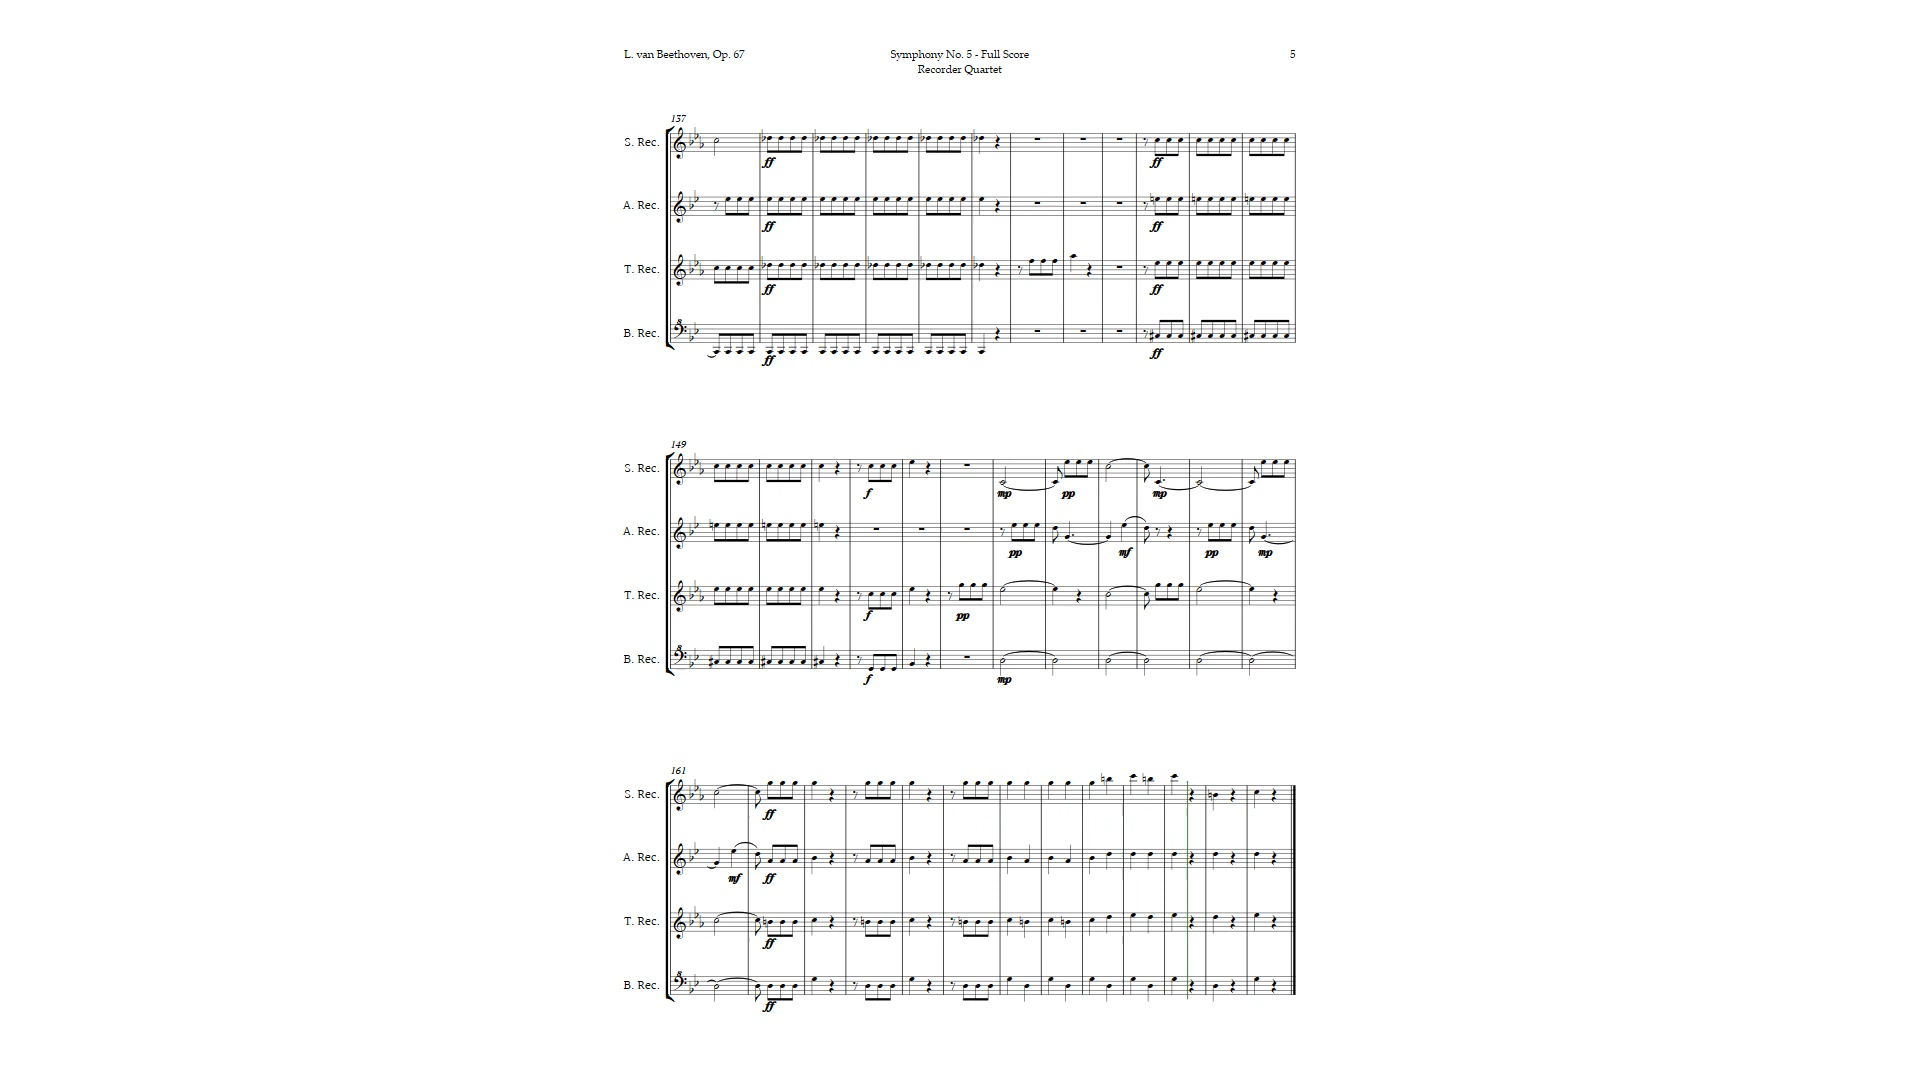 L. van Beethoven, Op. 67 Symphony No. 5 - Full Score 5
Recorder Quartet
137
S. Rec.
ff ff
A. Rec.
ff ff
T. Rec.
ff ff
B. Rec.
ff ff
149
S. Rec.
f mp pp mp
A. Rec.
pp mf pp mp
T. Rec.
f pp
B. Rec.
f mp
161
S. Rec.
ff
A. Rec.
mf ff
T. Rec.
ff
B. Rec.
ff